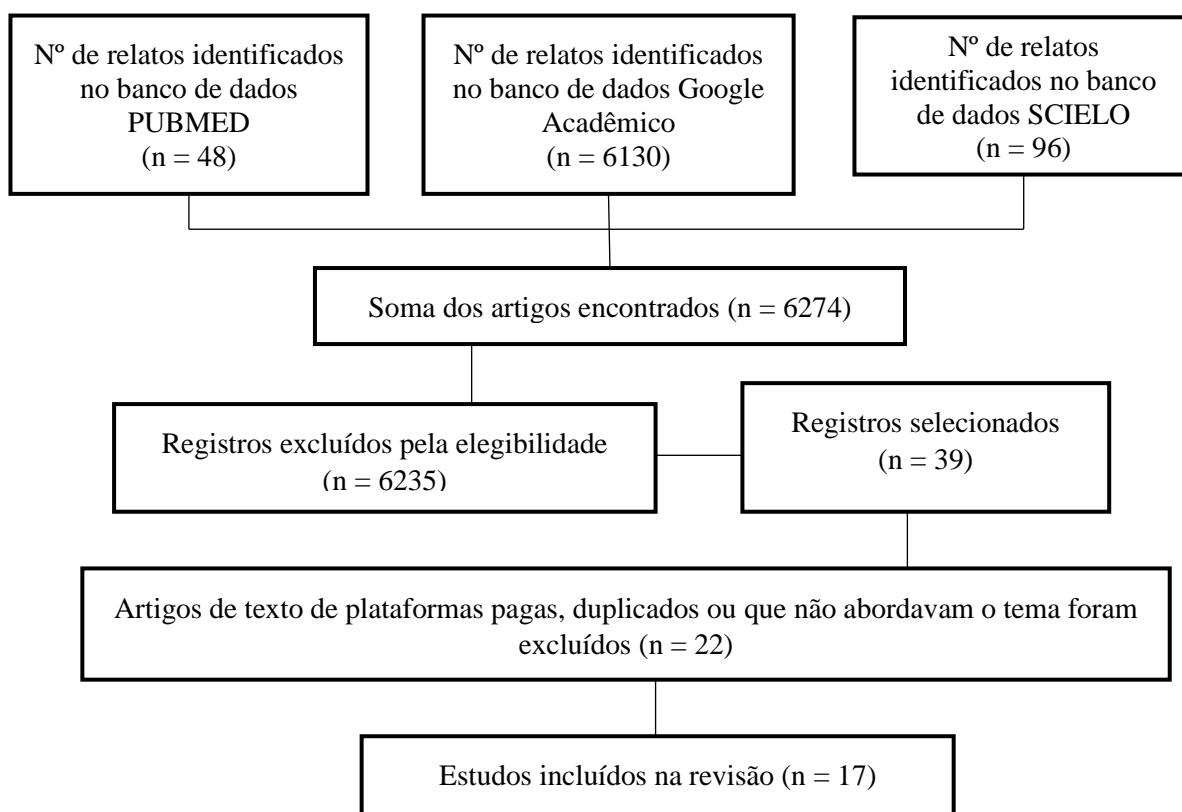 Nº de relatos identificados
no banco de dados
PUBMED
(n = 48)
Nº de relatos identificados
no banco de dados Google
Acadêmico
(n = 6130)
Nº de relatos
identificados no banco
de dados SCIELO
(n = 96)
Soma dos artigos encontrados (n = 6274)
Registros excluídos pela elegibilidade
(n = 6235)
Registros selecionados
(n = 39)
Artigos de texto de plataformas pagas, duplicados ou que não abordavam o tema foram
excluídos (n = 22)
Estudos incluídos na revisão (n = 17)